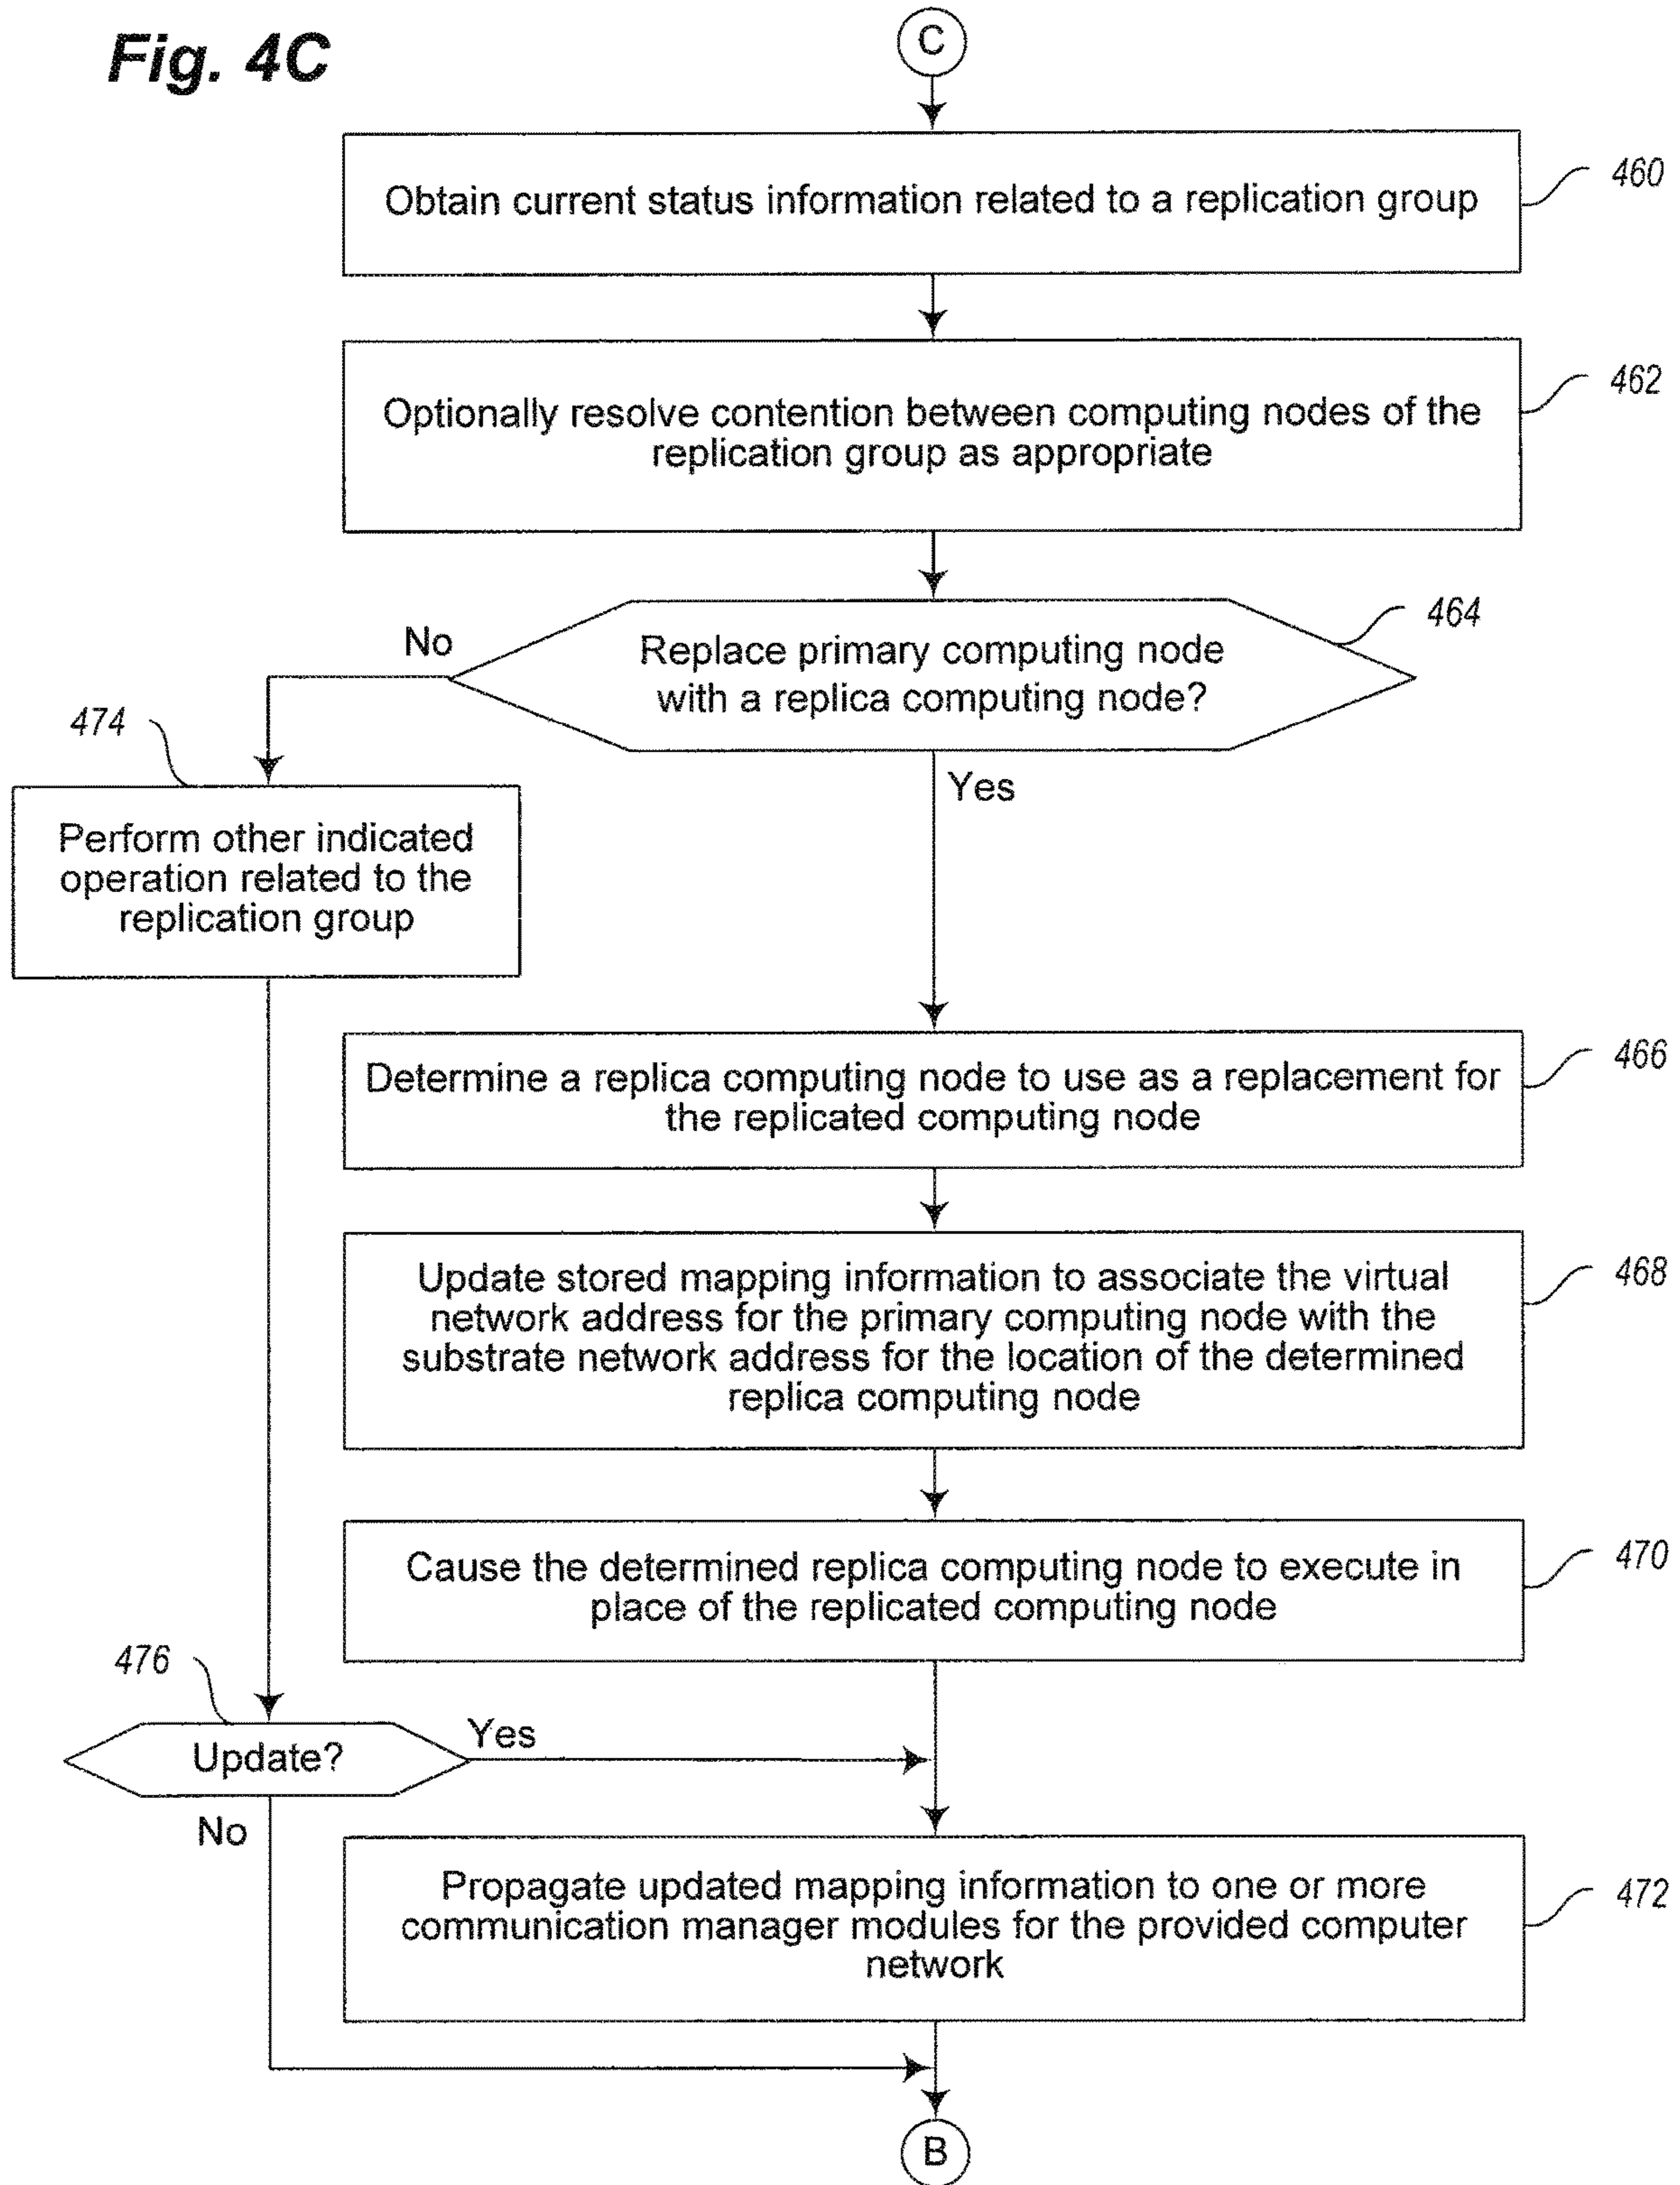 Fig. 4C
C
Obtain current status information related to a replication group
460
Optionally resolve contention between computing nodes of the
replication group as appropriate
462
Replace primary computing node
with a replica computing node?
464
No
Yes
474
Perform other indicated
operation related to the
replication group
Determine a replica computing node to use as a replacement for
the replicated computing node
466
Update stored mapping information to associate the virtual
network address for the primary computing node with the
substrate network address for the location of the determined
replica computing node
468
Cause the determined replica computing node to execute in
place of the replicated computing node
470
476
Update?
Yes
No
Propagate updated mapping information to one or more
communication manager modules for the provided computer
network
472
B